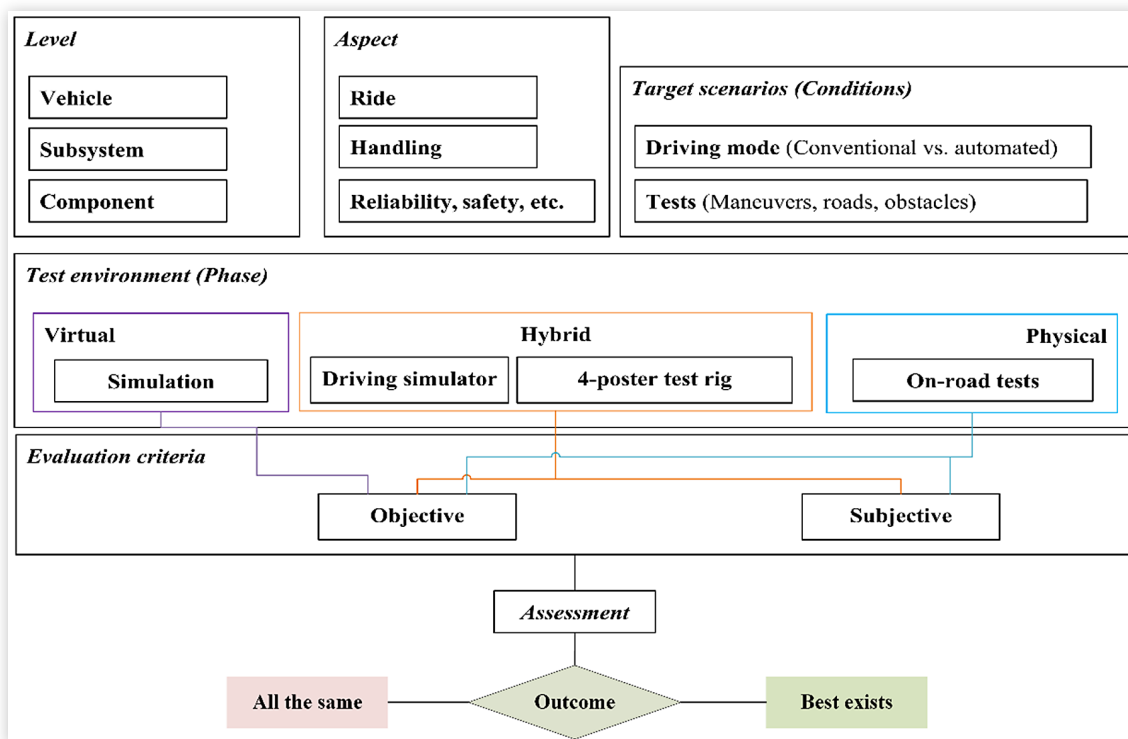 Level
Vehicle
Subsystem
Component
Aspect
Ride
Handling
Reliability, safety, etc.
Target scenarios (Conditions)
Driving mode (Conventional vs. automated)
Tests (Maneuvers, roads, obstacles)
Test environment (Phase)
Virtual
Simulation
Hybrid
Driving simulator
4-poster test rig
Physical
On-road tests
Evaluation criteria
Objective
Subjective
Assessment
All the same
Outcome
Best exists